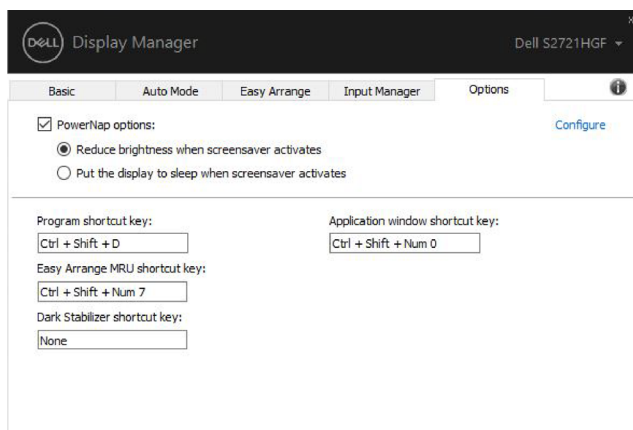 DELL Display Manager
Dell S2721HGF
Basic Auto Mode Easy Arrange Input Manager Options
PowerNap options:
Configure
Reduce brightness when screensaver activates
Put the display to sleep when screensaver activates
Program shortcut key:
Application window shortcut key:
Ctrl + Shift + D
Ctrl + Shift + Num 0
Easy Arrange MRU shortcut key:
Ctrl + Shift + Num 7
Dark Stabilizer shortcut key:
None